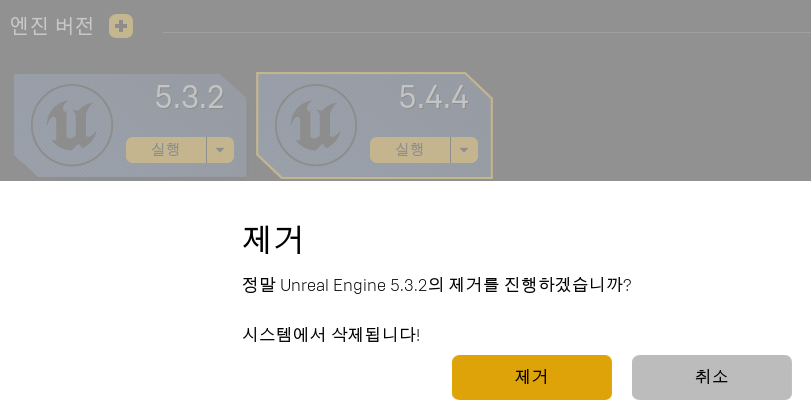 엔진 버전
5.3.2
5.4.4
실행
실행
제거
정말 Unreal Engine 5.3.2의 제거를 진행하겠습니까?
시스템에서 삭제됩니다!
제거
취소